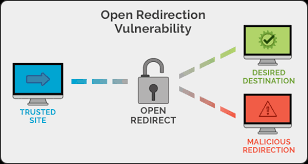 Open Redirection
Vulnerability
TRUSTED
SITE
OPEN
REDIRECT
DESIRED
DESTINATION
MALICIOUS
REDIRECTION